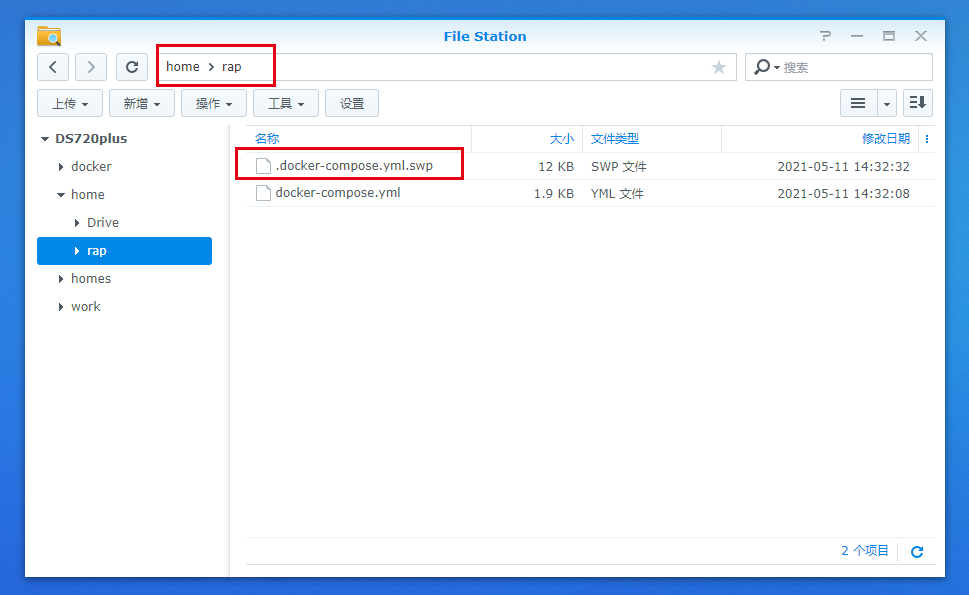 File Station
home > rap
搜索
上传 新增 操作 工具 设置
DS720plus
docker
home
Drive
rap
homes
work
名称 大小 文件类型 修改日期
.docker-compose.yml.swp 12 KB SWP 文件 2021-05-11 14:32:32
docker-compose.yml 1.9 KB YML 文件 2021-05-11 14:32:08
2 个项目